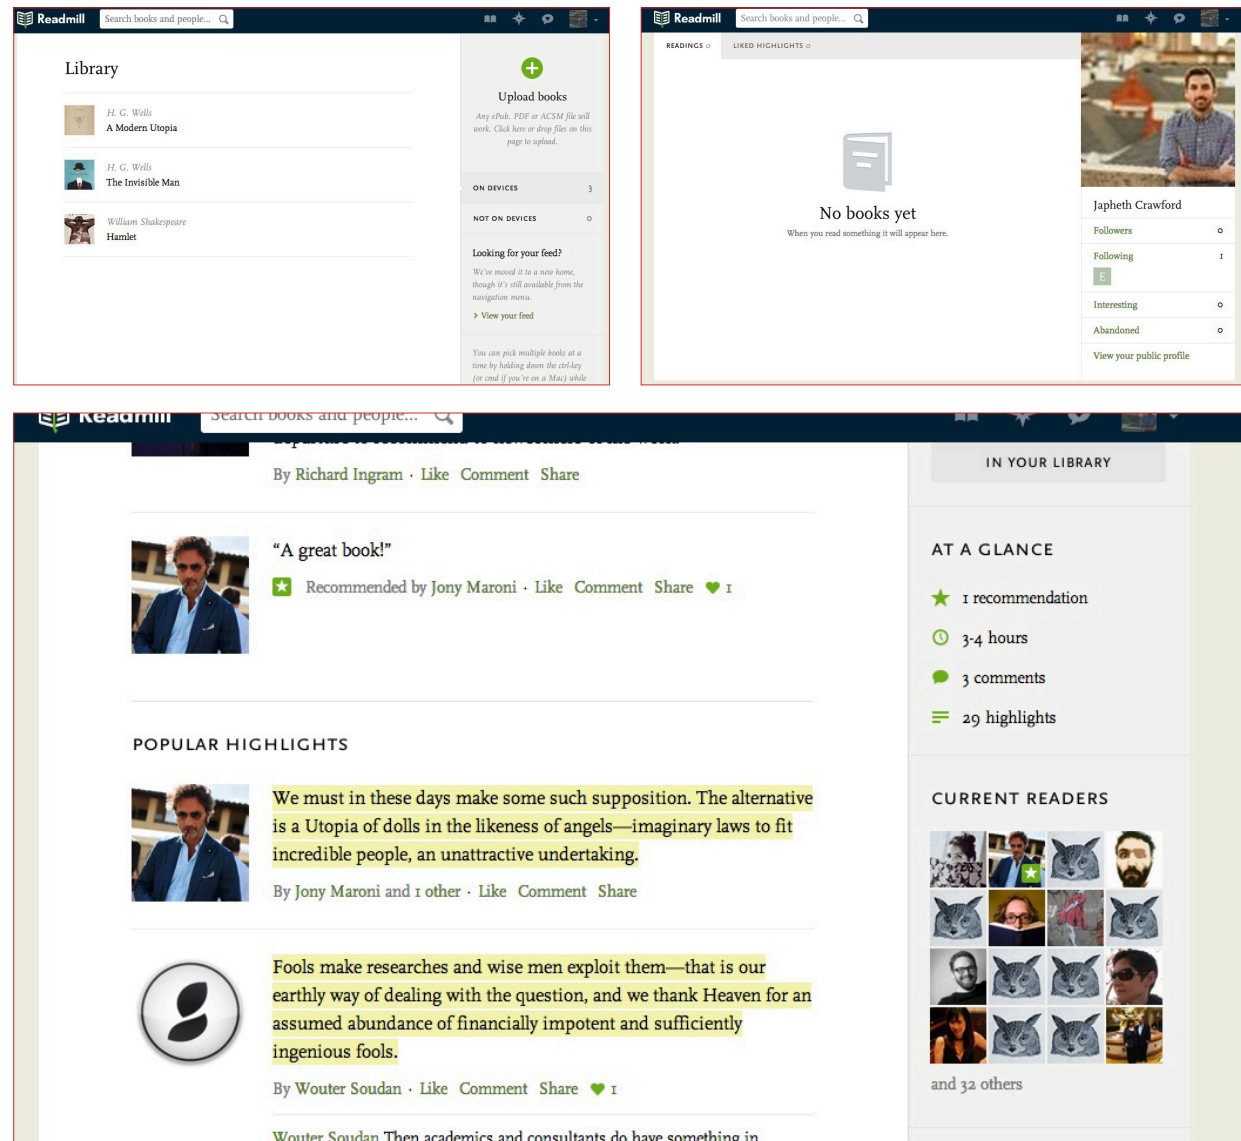 Readmill
Search books and people...
Library
H. G. Wells
A Modern Utopia
H. G. Wells
The Invisible Man
William Shakespeare
Hamlet
Upload books
Any ePub, PDF or ACSM file will
work. Click here or drop files on this
page to upload.
ON DEVICES 3
NOT ON DEVICES 0
Looking for your feed?
We've moved it to a new home,
though it's still available from the
navigation menu.
> View your feed
You can pick multiple books at a
time by holding down the ctrl-key
(or cmd if you're on a Mac) while
Readmill
Search books and people...
READINGS 0 LIKED HIGHLIGHTS 0
No books yet
When you read something it will appear here.
Japheth Crawford
Followers 0
Following 1
E
Interesting 0
Abandoned 0
View your public profile
Readmill
Search books and people...
By Richard Ingram · Like Comment Share
“A great book!”
Recommended by Jony Maroni · Like Comment Share 1
POPULAR HIGHLIGHTS
We must in these days make some such supposition. The alternative
is a Utopia of dolls in the likeness of angels—imaginary laws to fit
incredible people, an unattractive undertaking.
By Jony Maroni and 1 other · Like Comment Share
Fools make researches and wise men exploit them—that is our
earthly way of dealing with the question, and we thank Heaven for an
assumed abundance of financially impotent and sufficiently
ingenious fools.
By Wouter Soudan · Like Comment Share 1
Wouter Soudan Then academics and consultants do have something in
IN YOUR LIBRARY
AT A GLANCE
1 recommendation
3-4 hours
3 comments
29 highlights
CURRENT READERS
and 32 others